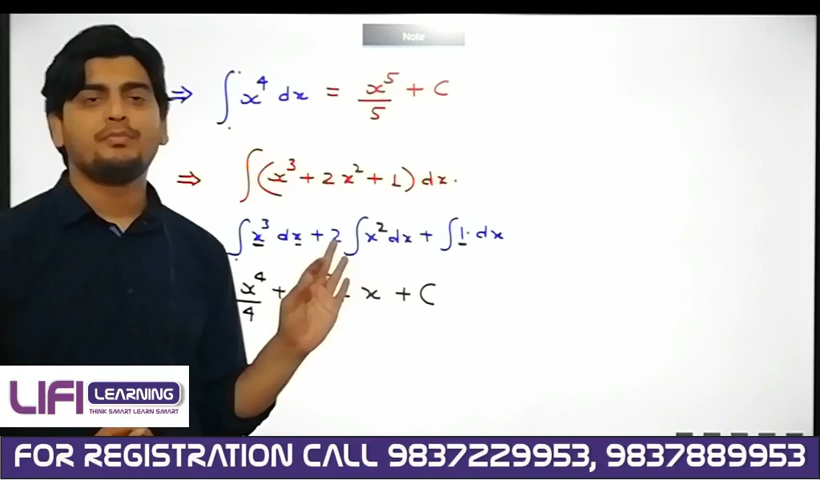 Note
⇒ ∫x⁴ dx = x⁵/5 + C
⇒ ∫(x³ + 2x² + 1) dx.
∫x³ dx + 2∫x² dx + ∫1. dx
x⁴/4 + x + C
LIFI LEARNING
THINK SMART LEARN SMART
FOR REGISTRATION CALL 9837229953, 9837889953